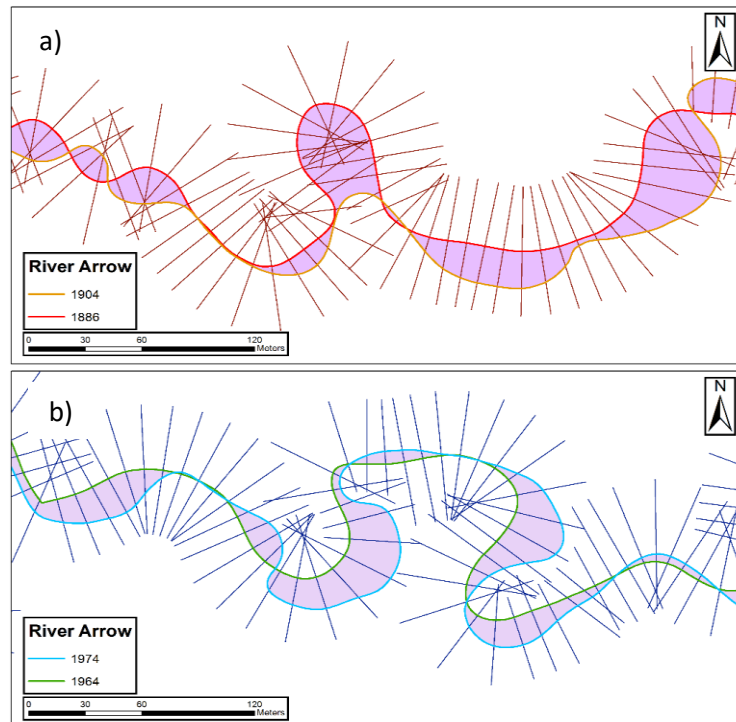 a)
N
River Arrow
1904
1886
0 30 60 120
Meters
b)
N
River Arrow
1974
1964
0 30 60 120
Meters